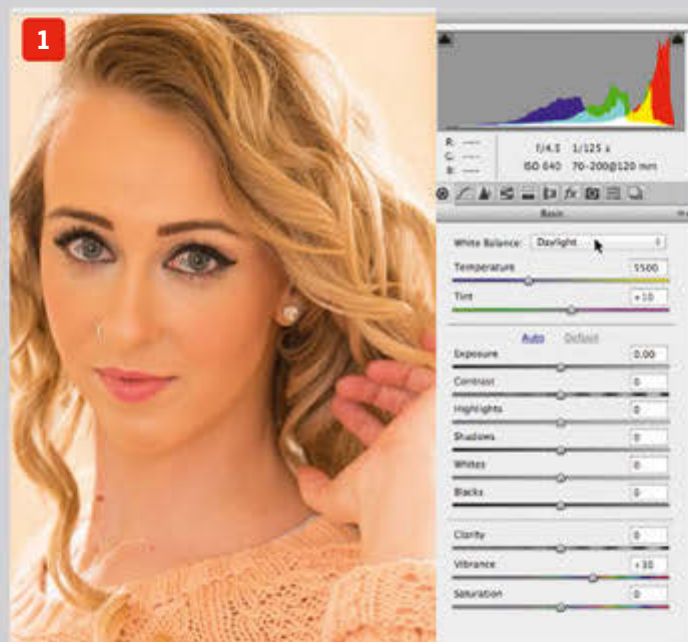 1
R: ---
G: ---
B: ---
f/4.5 1/125 s
ISO 640 70-200@120 mm
fx
Basic
White Balance: Daylight
Temperature 5500
Tint +10
Auto Default
Exposure 0.00
Contrast 0
Highlights 0
Shadows 0
Whites 0
Blacks 0
Clarity 0
Vibrance +30
Saturation 0